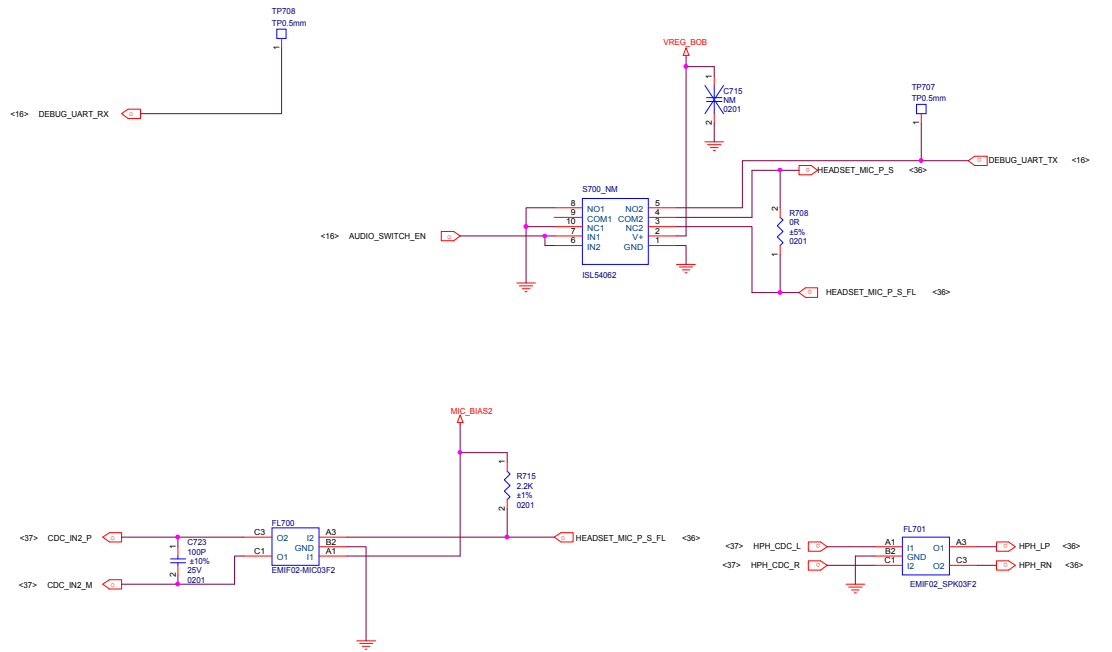 TP708
TP0.5mm
1
<16> DEBUG_UART_RX
VREG_BOB
1
C715
NM
0201
2
TP707
TP0.5mm
1
DEBUG_UART_TX <16>
HEADSET_MIC_P_S <36>
S700_NM
8 NO1 NO2 5
9 COM1 COM2 4
10 NC1 NC2 3
7 IN1 V+ 2
6 IN2 GND 1
ISL54062
<16> AUDIO_SWITCH_EN
2
R708
0R
±5%
0201
1
HEADSET_MIC_P_S_FL <36>
MIC_BIAS2
1
R715
2.2K
±1%
0201
2
<37> CDC_IN2_P
1
C723
100P
±10%
25V
0201
2
<37> CDC_IN2_M
FL700
C3 O2 I2 A3
GND B2
C1 O1 I1 A1
EMIF02-MIC03F2
HEADSET_MIC_P_S_FL <36>
FL701
<37> HPH_CDC_L A1 I1 O1 A3 HPH_LP <36>
B2 GND
<37> HPH_CDC_R C1 I2 O2 C3 HPH_RN <36>
EMIF02_SPK03F2